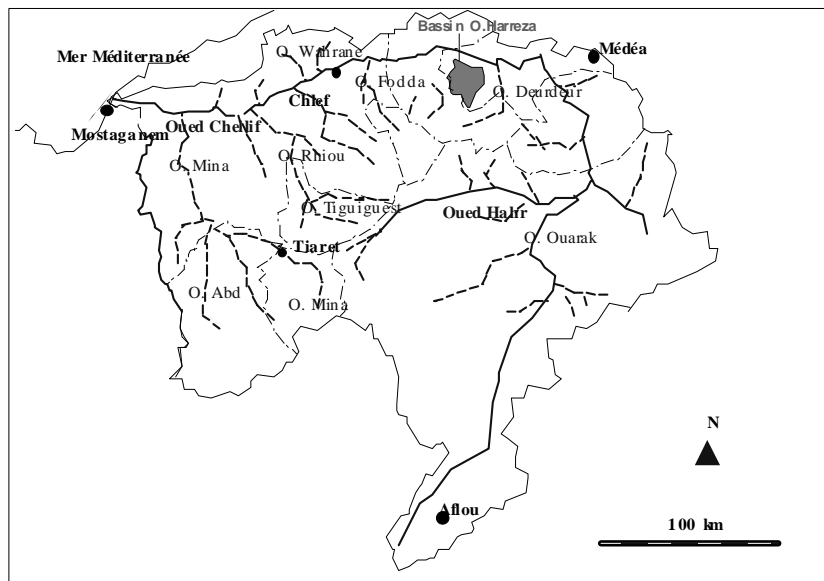 Bassin O.Harreza
Mer Méditerranée
O. Wahrane
Médéa
O. Fodda
O. Deurdeur
Chlef
Mostaganem
Oued Chellif
O. Mina
O. Rhiou
O. Tiguiguest
Oued Hahr
Tiaret
O. Ouarak
O. Abd
O. Mina
N
Aflou
100 km